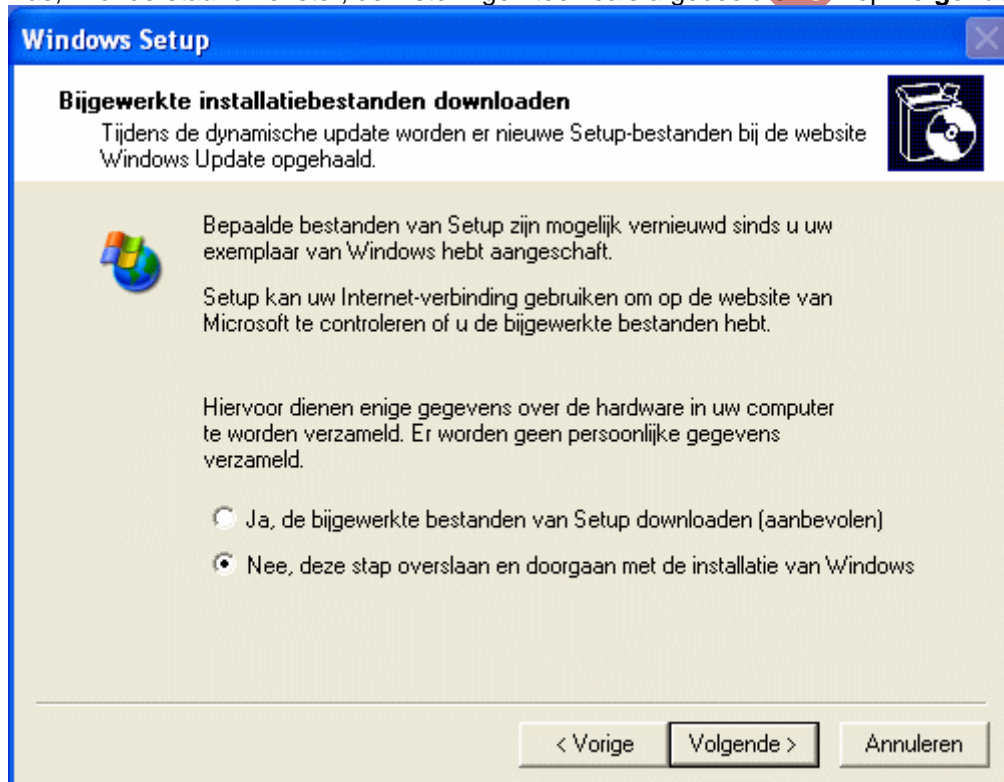 Windows Setup
Bijgewerkte installatiebestanden downloaden
Tijdens de dynamische update worden er nieuwe Setup-bestanden bij de website
Windows Update opgehaald.
Bepaalde bestanden van Setup zijn mogelijk vernieuwd sinds u uw
exemplaar van Windows hebt aangeschaft.
Setup kan uw Internet-verbinding gebruiken om op de website van
Microsoft te controleren of u de bijgewerkte bestanden hebt.
Hiervoor dienen enige gegevens over de hardware in uw computer
te worden verzameld. Er worden geen persoonlijke gegevens
verzameld.
Ja, de bijgewerkte bestanden van Setup downloaden (aanbevolen)
Nee, deze stap overslaan en doorgaan met de installatie van Windows
< Vorige
Volgende >
Annuleren